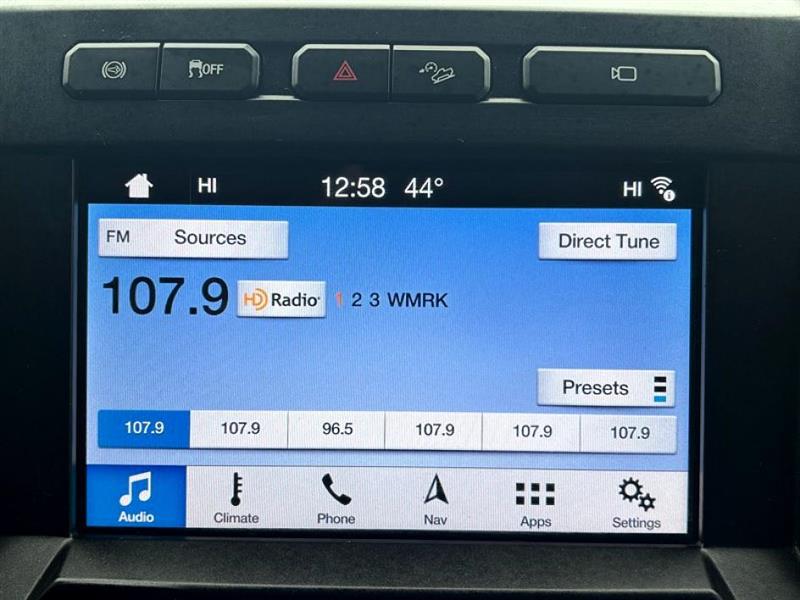 OFF
HI 12:58 44° HI
FM Sources Direct Tune
107.9 HD Radio 1 2 3 WMRK
Presets
107.9 107.9 96.5 107.9 107.9 107.9
Audio Climate Phone Nav Apps Settings